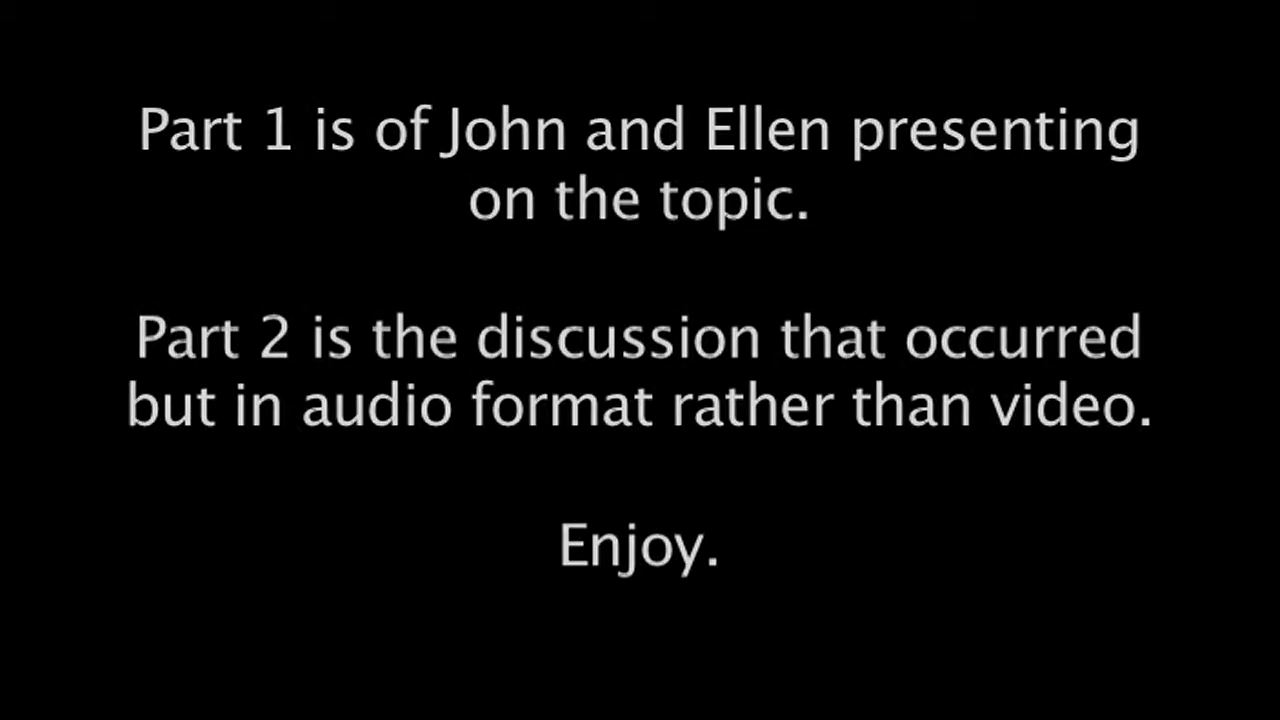 Part 1 is of John and Ellen presenting
on the topic.
Part 2 is the discussion that occurred
but in audio format rather than video.
Enjoy.